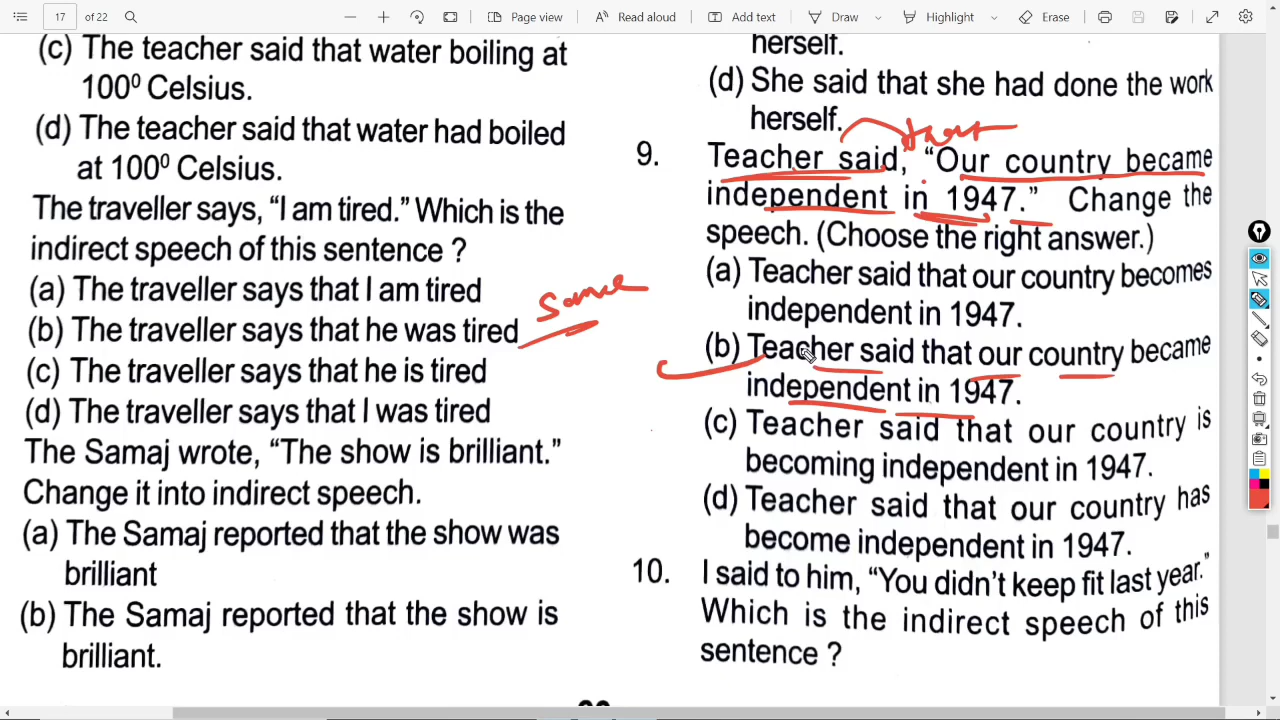 17
of 22
Page view
Read aloud
Add text
Draw
Highlight
Erase
(c) The teacher said that water boiling at
100⁰ Celsius.
(d) The teacher said that water had boiled
at 100⁰ Celsius.
The traveller says, “I am tired.” Which is the
indirect speech of this sentence ?
(a) The traveller says that I am tired
(b) The traveller says that he was tired
(c) The traveller says that he is tired
(d) The traveller says that I was tired
Same
The Samaj wrote, “The show is brilliant.”
Change it into indirect speech.
(a) The Samaj reported that the show was
brilliant
(b) The Samaj reported that the show is
brilliant.
herself.
(d) She said that she had done the work
herself.
that
9. Teacher said, “Our country became
independent in 1947.” Change the
speech. (Choose the right answer.)
(a) Teacher said that our country becomes
independent in 1947.
(b) Teacher said that our country became
independent in 1947.
(c) Teacher said that our country is
becoming independent in 1947.
(d) Teacher said that our country has
become independent in 1947.
10. I said to him, “You didn’t keep fit last year.”
Which is the indirect speech of this
sentence ?